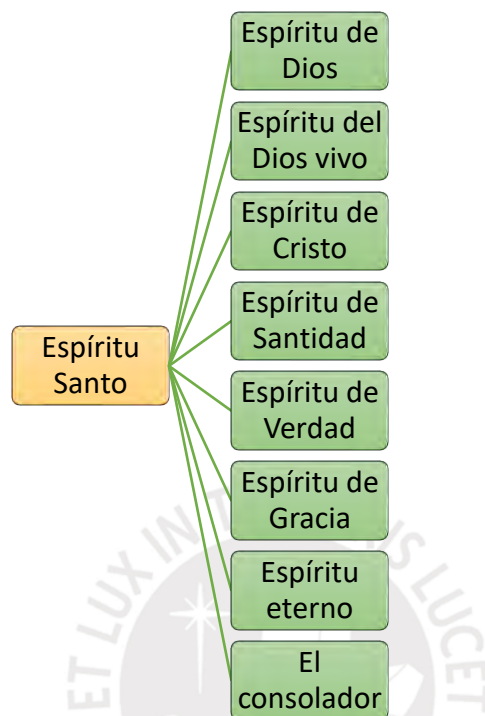 Espíritu de
Dios
Espíritu del
Dios vivo
Espíritu de
Cristo
Espíritu de
Santidad
Espíritu
Santo
Espíritu de
Verdad
Espíritu de
Gracia
Espíritu
eterno
El
consolador
ET LUX IN
LUCET